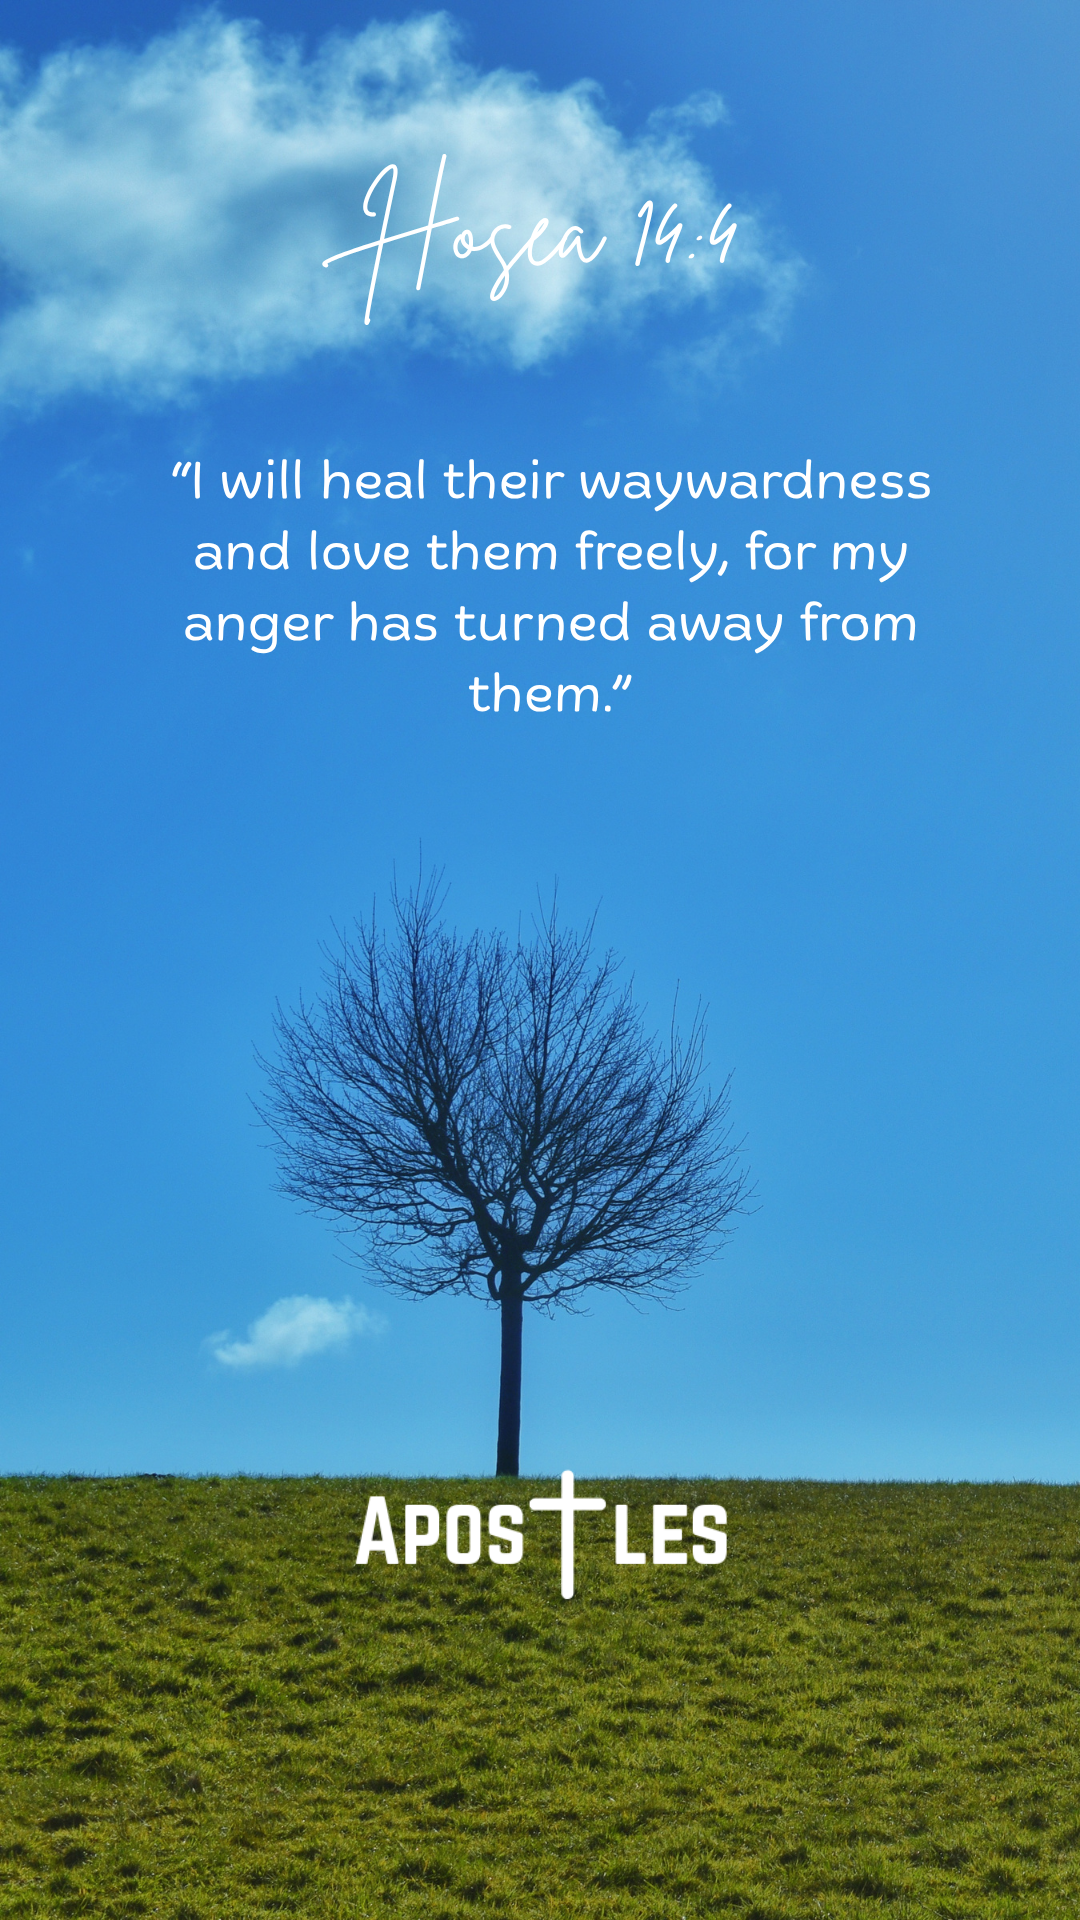 Hosea 14:4
“I will heal their waywardness
and love them freely, for my
anger has turned away from
them.”
APOSTLES